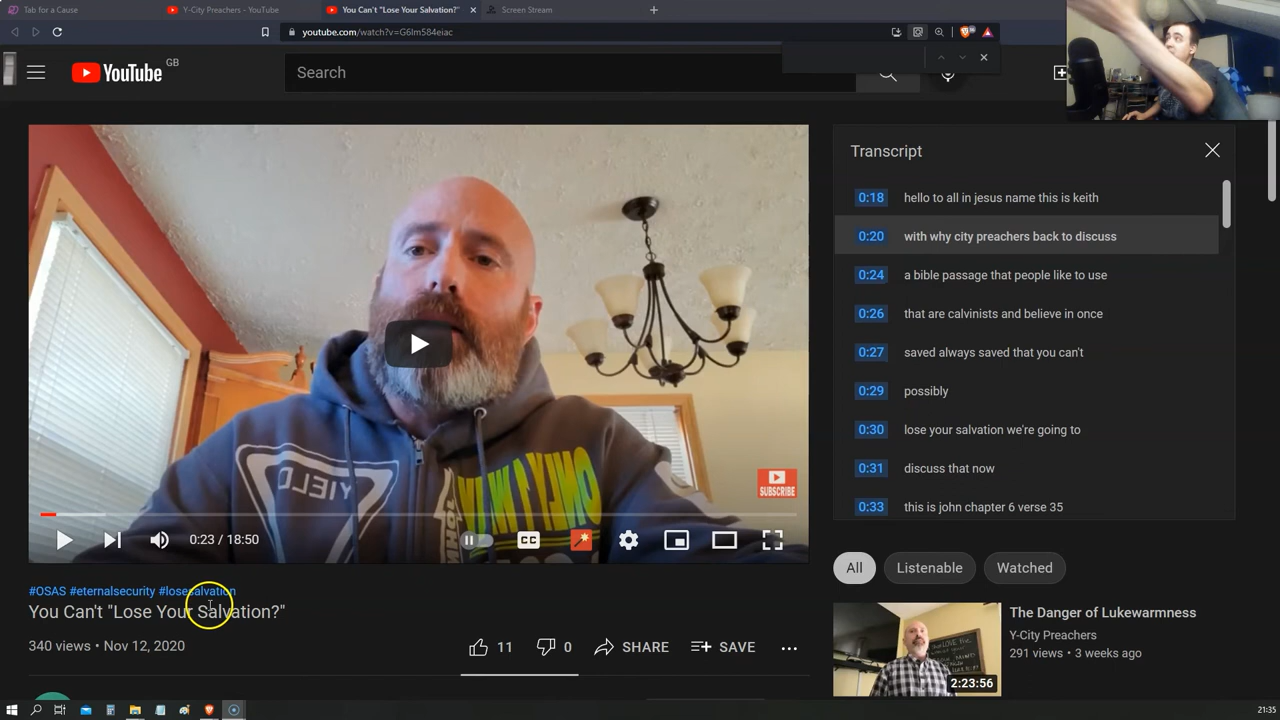 Tab for a Cause
Y-City Preachers - YouTube
You Can't "Lose Your Salvation?"
Screen Stream
youtube.com/watch?v=G6lm584eiac
YouTube GB
Search
YIELD
Transcript
0:18 hello to all in jesus name this is keith
0:20 with why city preachers back to discuss
0:24 a bible passage that people like to use
0:26 that are calvinists and believe in once
0:27 saved always saved that you can't
0:29 possibly
0:30 lose your salvation we're going to
0:31 discuss that now
0:33 this is john chapter 6 verse 35
SUBSCRIBE
0:23 / 18:50
CC
#OSAS #eternalsecurity #losesalvation
You Can't "Lose Your Salvation?"
340 views • Nov 12, 2020
11
0
SHARE
SAVE
All
Listenable
Watched
The Danger of Lukewarmness
Y-City Preachers
291 views • 3 weeks ago
2:23:56
21:35